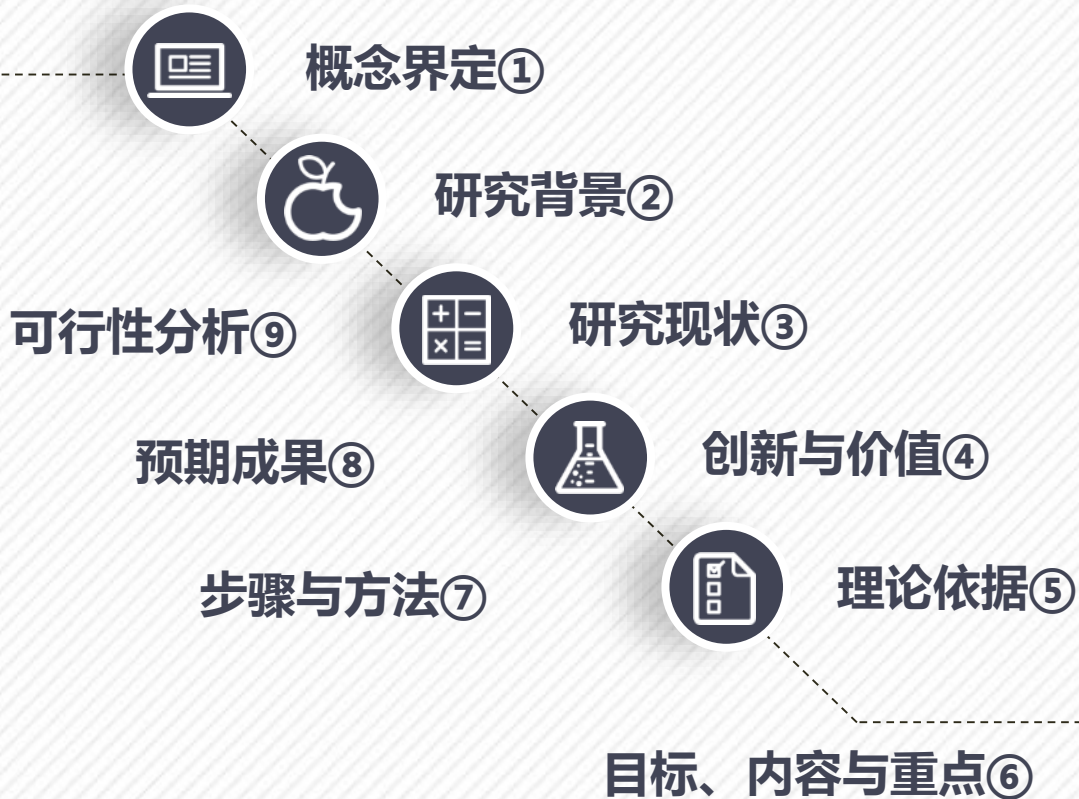 概念界定①
研究背景②
研究现状③
创新与价值④
理论依据⑤
目标、内容与重点⑥
步骤与方法⑦
预期成果⑧
可行性分析⑨